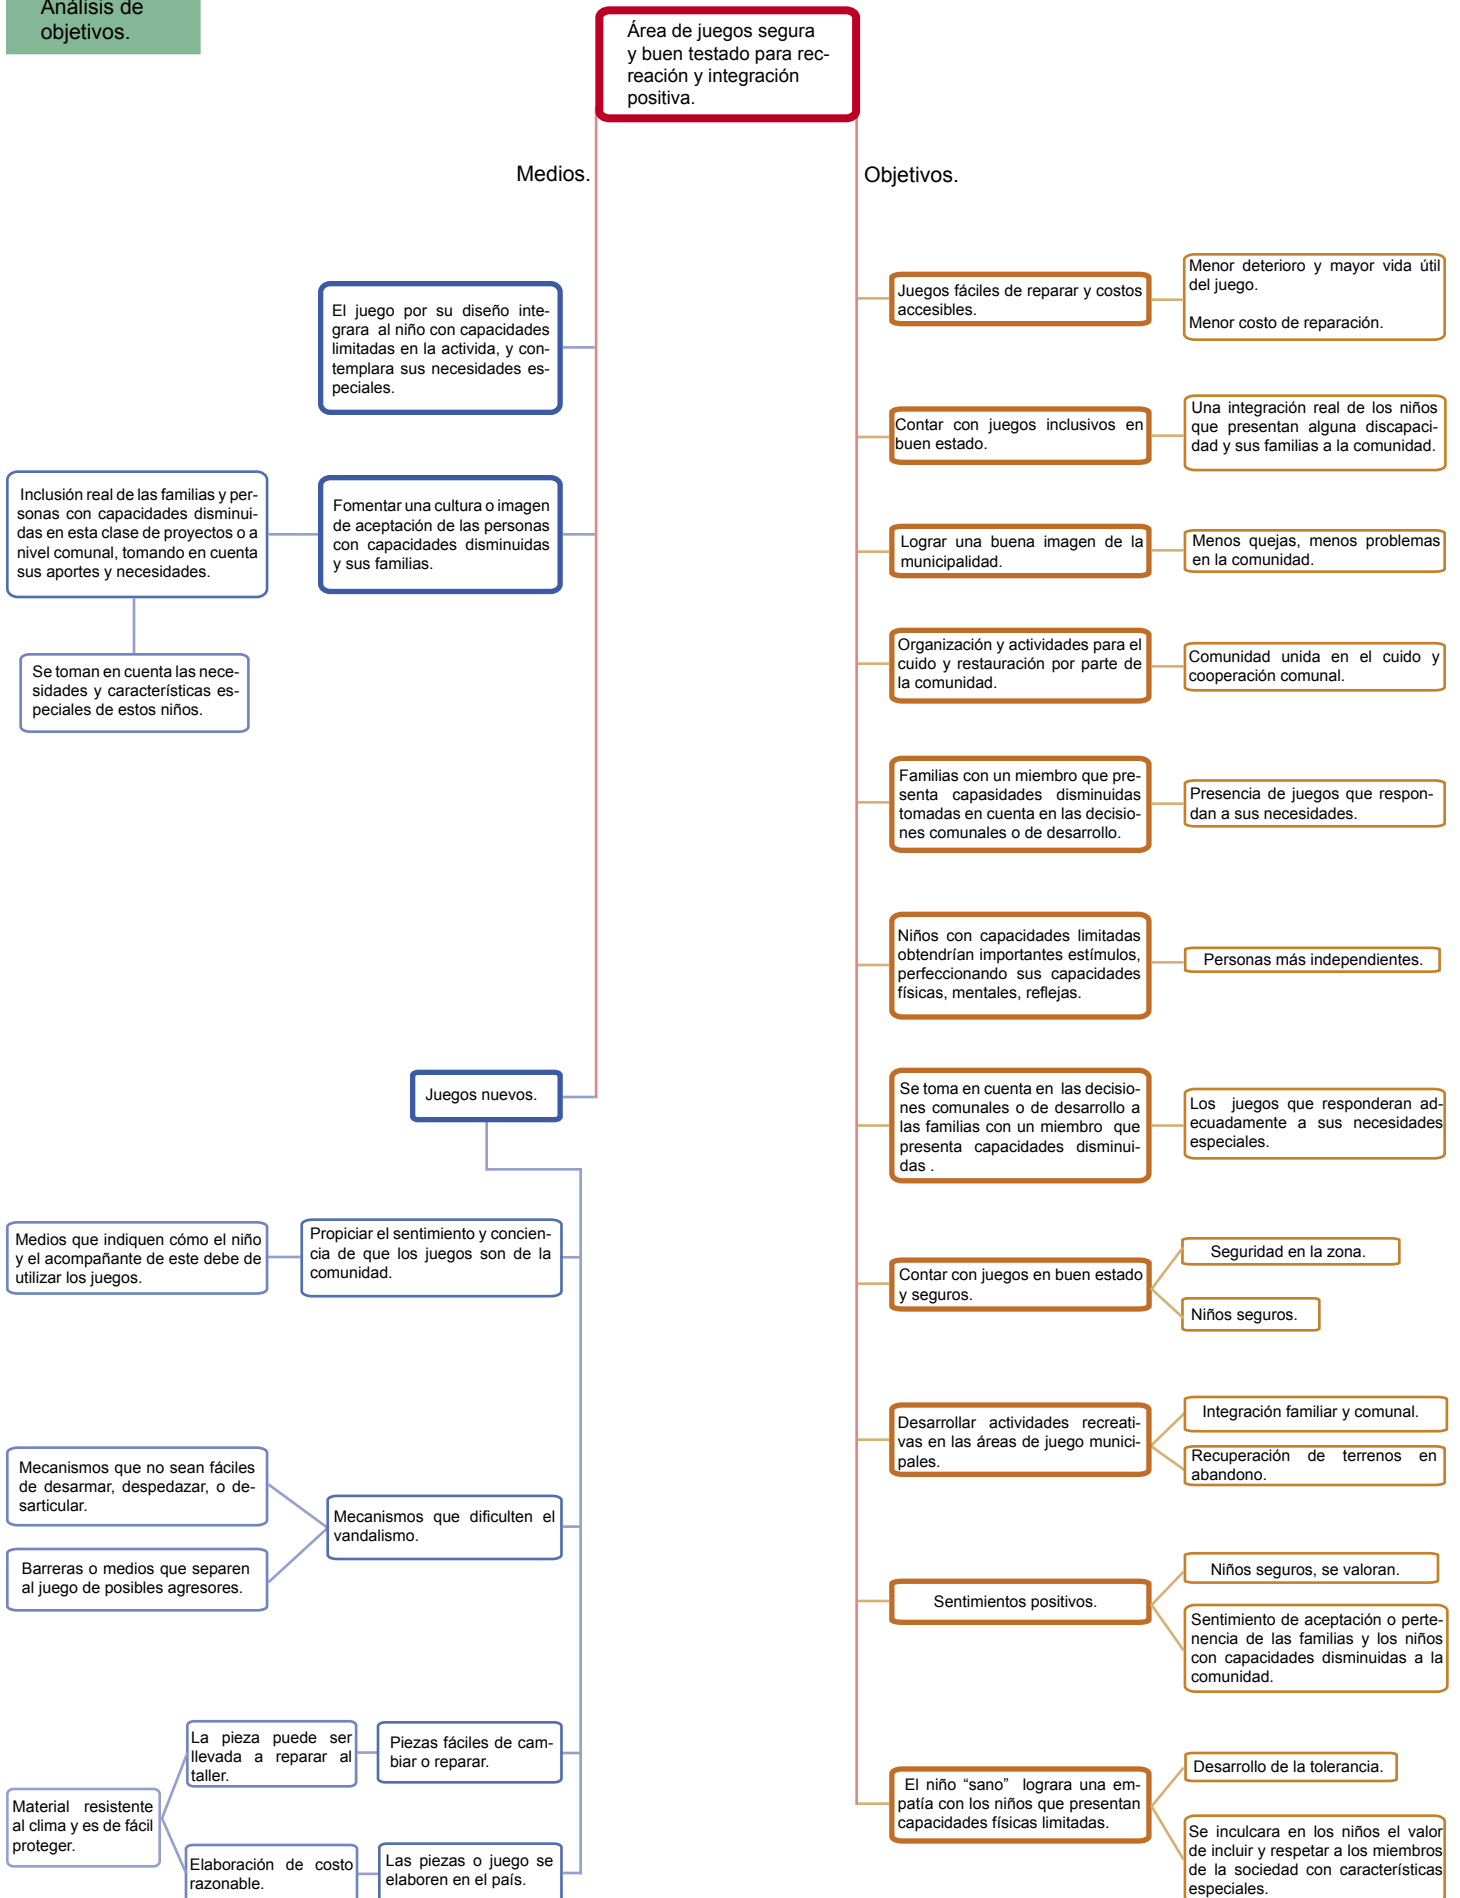 Análisis de
objetivos.
Área de juegos segura
y buen testado para rec-
reación y integración
positiva.
Medios.
Objetivos.
El juego por su diseño inte-
grara al niño con capacidades
limitadas en la activida, y con-
templara sus necesidades es-
peciales.
Inclusión real de las familias y per-
sonas con capacidades disminui-
das en esta clase de proyectos o a
nivel comunal, tomando en cuenta
sus aportes y necesidades.
Fomentar una cultura o imagen
de aceptación de las personas
con capacidades disminuidas
y sus familias.
Se toman en cuenta las nece-
sidades y características es-
peciales de estos niños.
Juegos nuevos.
Medios que indiquen cómo el niño
y el acompañante de este debe de
utilizar los juegos.
Propiciar el sentimiento y concien-
cia de que los juegos son de la
comunidad.
Mecanismos que no sean fáciles
de desarmar, despedazar, o de-
sarticular.
Barreras o medios que separen
al juego de posibles agresores.
Mecanismos que dificulten el
vandalismo.
La pieza puede ser
llevada a reparar al
taller.
Piezas fáciles de cam-
biar o reparar.
Material resistente
al clima y es de fácil
proteger.
Elaboración de costo
razonable.
Las piezas o juego se
elaboren en el país.
Juegos fáciles de reparar y costos
accesibles.
Menor deterioro y mayor vida útil
del juego.
Menor costo de reparación.
Contar con juegos inclusivos en
buen estado.
Una integración real de los niños
que presentan alguna discapaci-
dad y sus familias a la comunidad.
Lograr una buena imagen de la
municipalidad.
Menos quejas, menos problemas
en la comunidad.
Organización y actividades para el
cuido y restauración por parte de
la comunidad.
Comunidad unida en el cuido y
cooperación comunal.
Familias con un miembro que pre-
senta capasidades disminuidas
tomadas en cuenta en las decisio-
nes comunales o de desarrollo.
Presencia de juegos que respon-
dan a sus necesidades.
Niños con capacidades limitadas
obtendrían importantes estímulos,
perfeccionando sus capacidades
físicas, mentales, reflejas.
Personas más independientes.
Se toma en cuenta en las decisio-
nes comunales o de desarrollo a
las familias con un miembro que
presenta capacidades disminui-
das .
Los juegos que responderan ad-
ecuadamente a sus necesidades
especiales.
Contar con juegos en buen estado
y seguros.
Seguridad en la zona.
Niños seguros.
Desarrollar actividades recreati-
vas en las áreas de juego munici-
pales.
Integración familiar y comunal.
Recuperación de terrenos en
abandono.
Sentimientos positivos.
Niños seguros, se valoran.
Sentimiento de aceptación o perte-
nencia de las familias y los niños
con capacidades disminuidas a la
comunidad.
El niño “sano” lograra una em-
patía con los niños que presentan
capacidades físicas limitadas.
Desarrollo de la tolerancia.
Se inculcara en los niños el valor
de incluir y respetar a los miembros
de la sociedad con características
especiales.